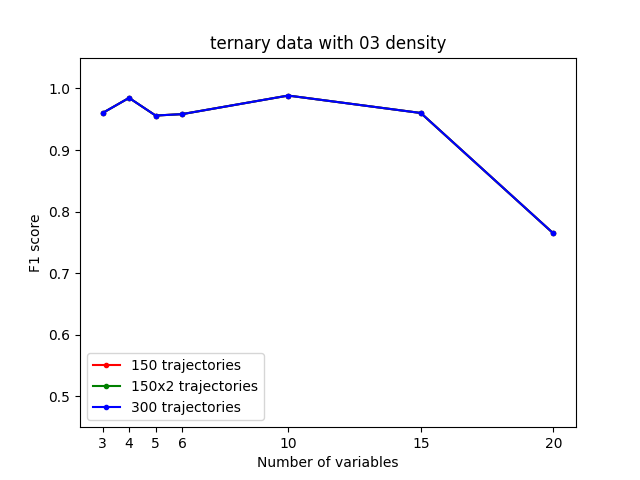 ternary data with 03 density
F1 score
1.0
0.9
0.8
0.7
0.6
0.5
150 trajectories
150x2 trajectories
300 trajectories
3 4 5 6 10 15 20
Number of variables